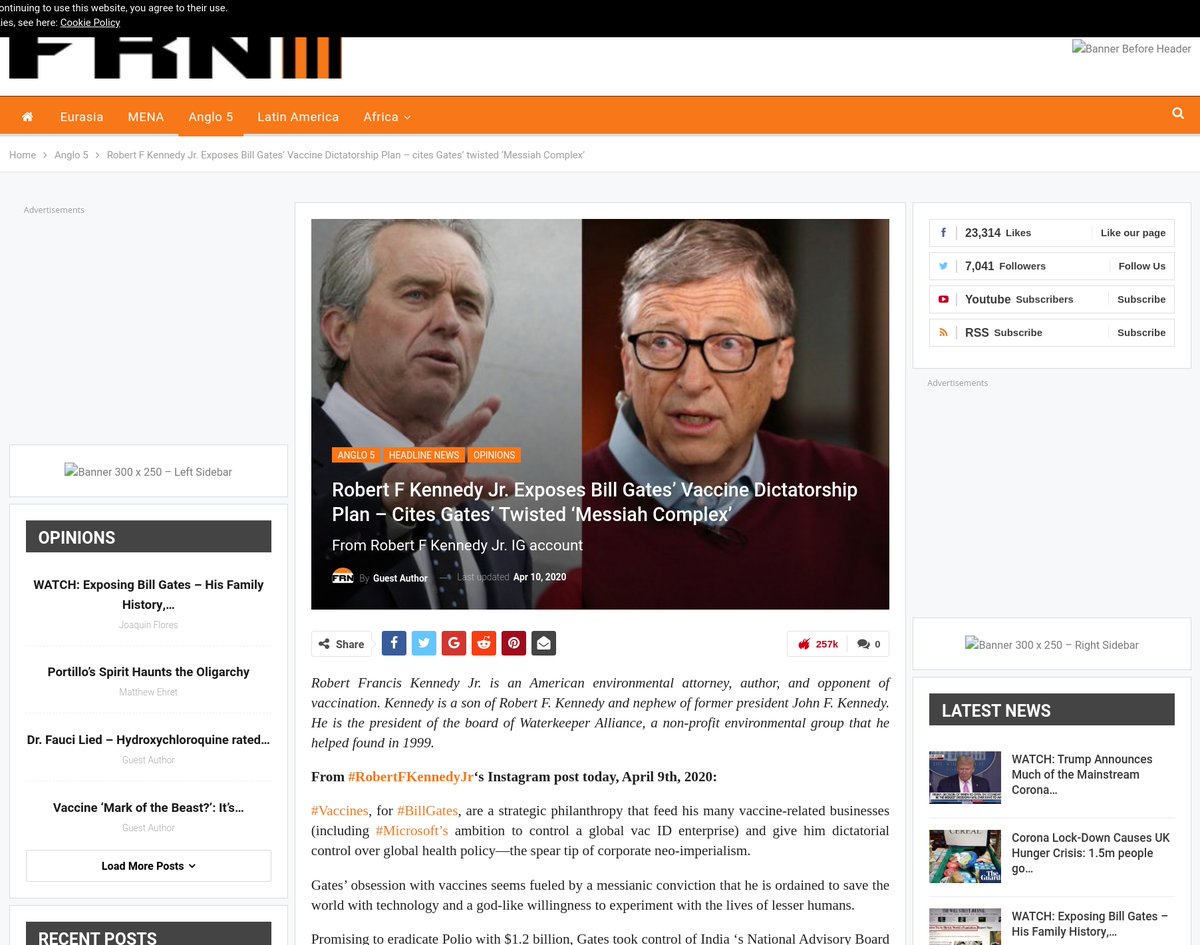 ontinuing to use this website, you agree to their use.
ies, see here: Cookie Policy
FRN
Banner Before Header
Eurasia MENA Anglo 5 Latin America Africa
Home > Anglo 5 > Robert F Kennedy Jr. Exposes Bill Gates' Vaccine Dictatorship Plan – cites Gates' twisted 'Messiah Complex'
Advertisements
Banner 300 x 250 – Left Sidebar
OPINIONS
WATCH: Exposing Bill Gates – His Family
History,…
Joaquin Flores
Portillo's Spirit Haunts the Oligarchy
Matthew Ehret
Dr. Fauci Lied – Hydroxychloroquine rated…
Guest Author
Vaccine 'Mark of the Beast?': It's…
Guest Author
Load More Posts
RECENT POSTS
ANGLO 5 HEADLINE NEWS OPINIONS
Robert F Kennedy Jr. Exposes Bill Gates' Vaccine Dictatorship
Plan – Cites Gates' Twisted 'Messiah Complex'
From Robert F Kennedy Jr. IG account
FRN By Guest Author — Last updated Apr 10, 2020
Share 257k 0
Robert Francis Kennedy Jr. is an American environmental attorney, author, and opponent of
vaccination. Kennedy is a son of Robert F. Kennedy and nephew of former president John F. Kennedy.
He is the president of the board of Waterkeeper Alliance, a non-profit environmental group that he
helped found in 1999.
From #RobertFKennedyJr's Instagram post today, April 9th, 2020:
#Vaccines, for #BillGates, are a strategic philanthropy that feed his many vaccine-related businesses
(including #Microsoft's ambition to control a global vac ID enterprise) and give him dictatorial
control over global health policy—the spear tip of corporate neo-imperialism.
Gates' obsession with vaccines seems fueled by a messianic conviction that he is ordained to save the
world with technology and a god-like willingness to experiment with the lives of lesser humans.
Promising to eradicate Polio with $1.2 billion, Gates took control of India 's National Advisory Board
23,314 Likes Like our page
7,041 Followers Follow Us
Youtube Subscribers Subscribe
RSS Subscribe Subscribe
Advertisements
Banner 300 x 250 – Right Sidebar
LATEST NEWS
WATCH: Trump Announces
Much of the Mainstream
Corona…
CEREAL
The Guardian
Corona Lock-Down Causes UK
Hunger Crisis: 1.5m people
go…
WATCH: Exposing Bill Gates –
His Family History,…